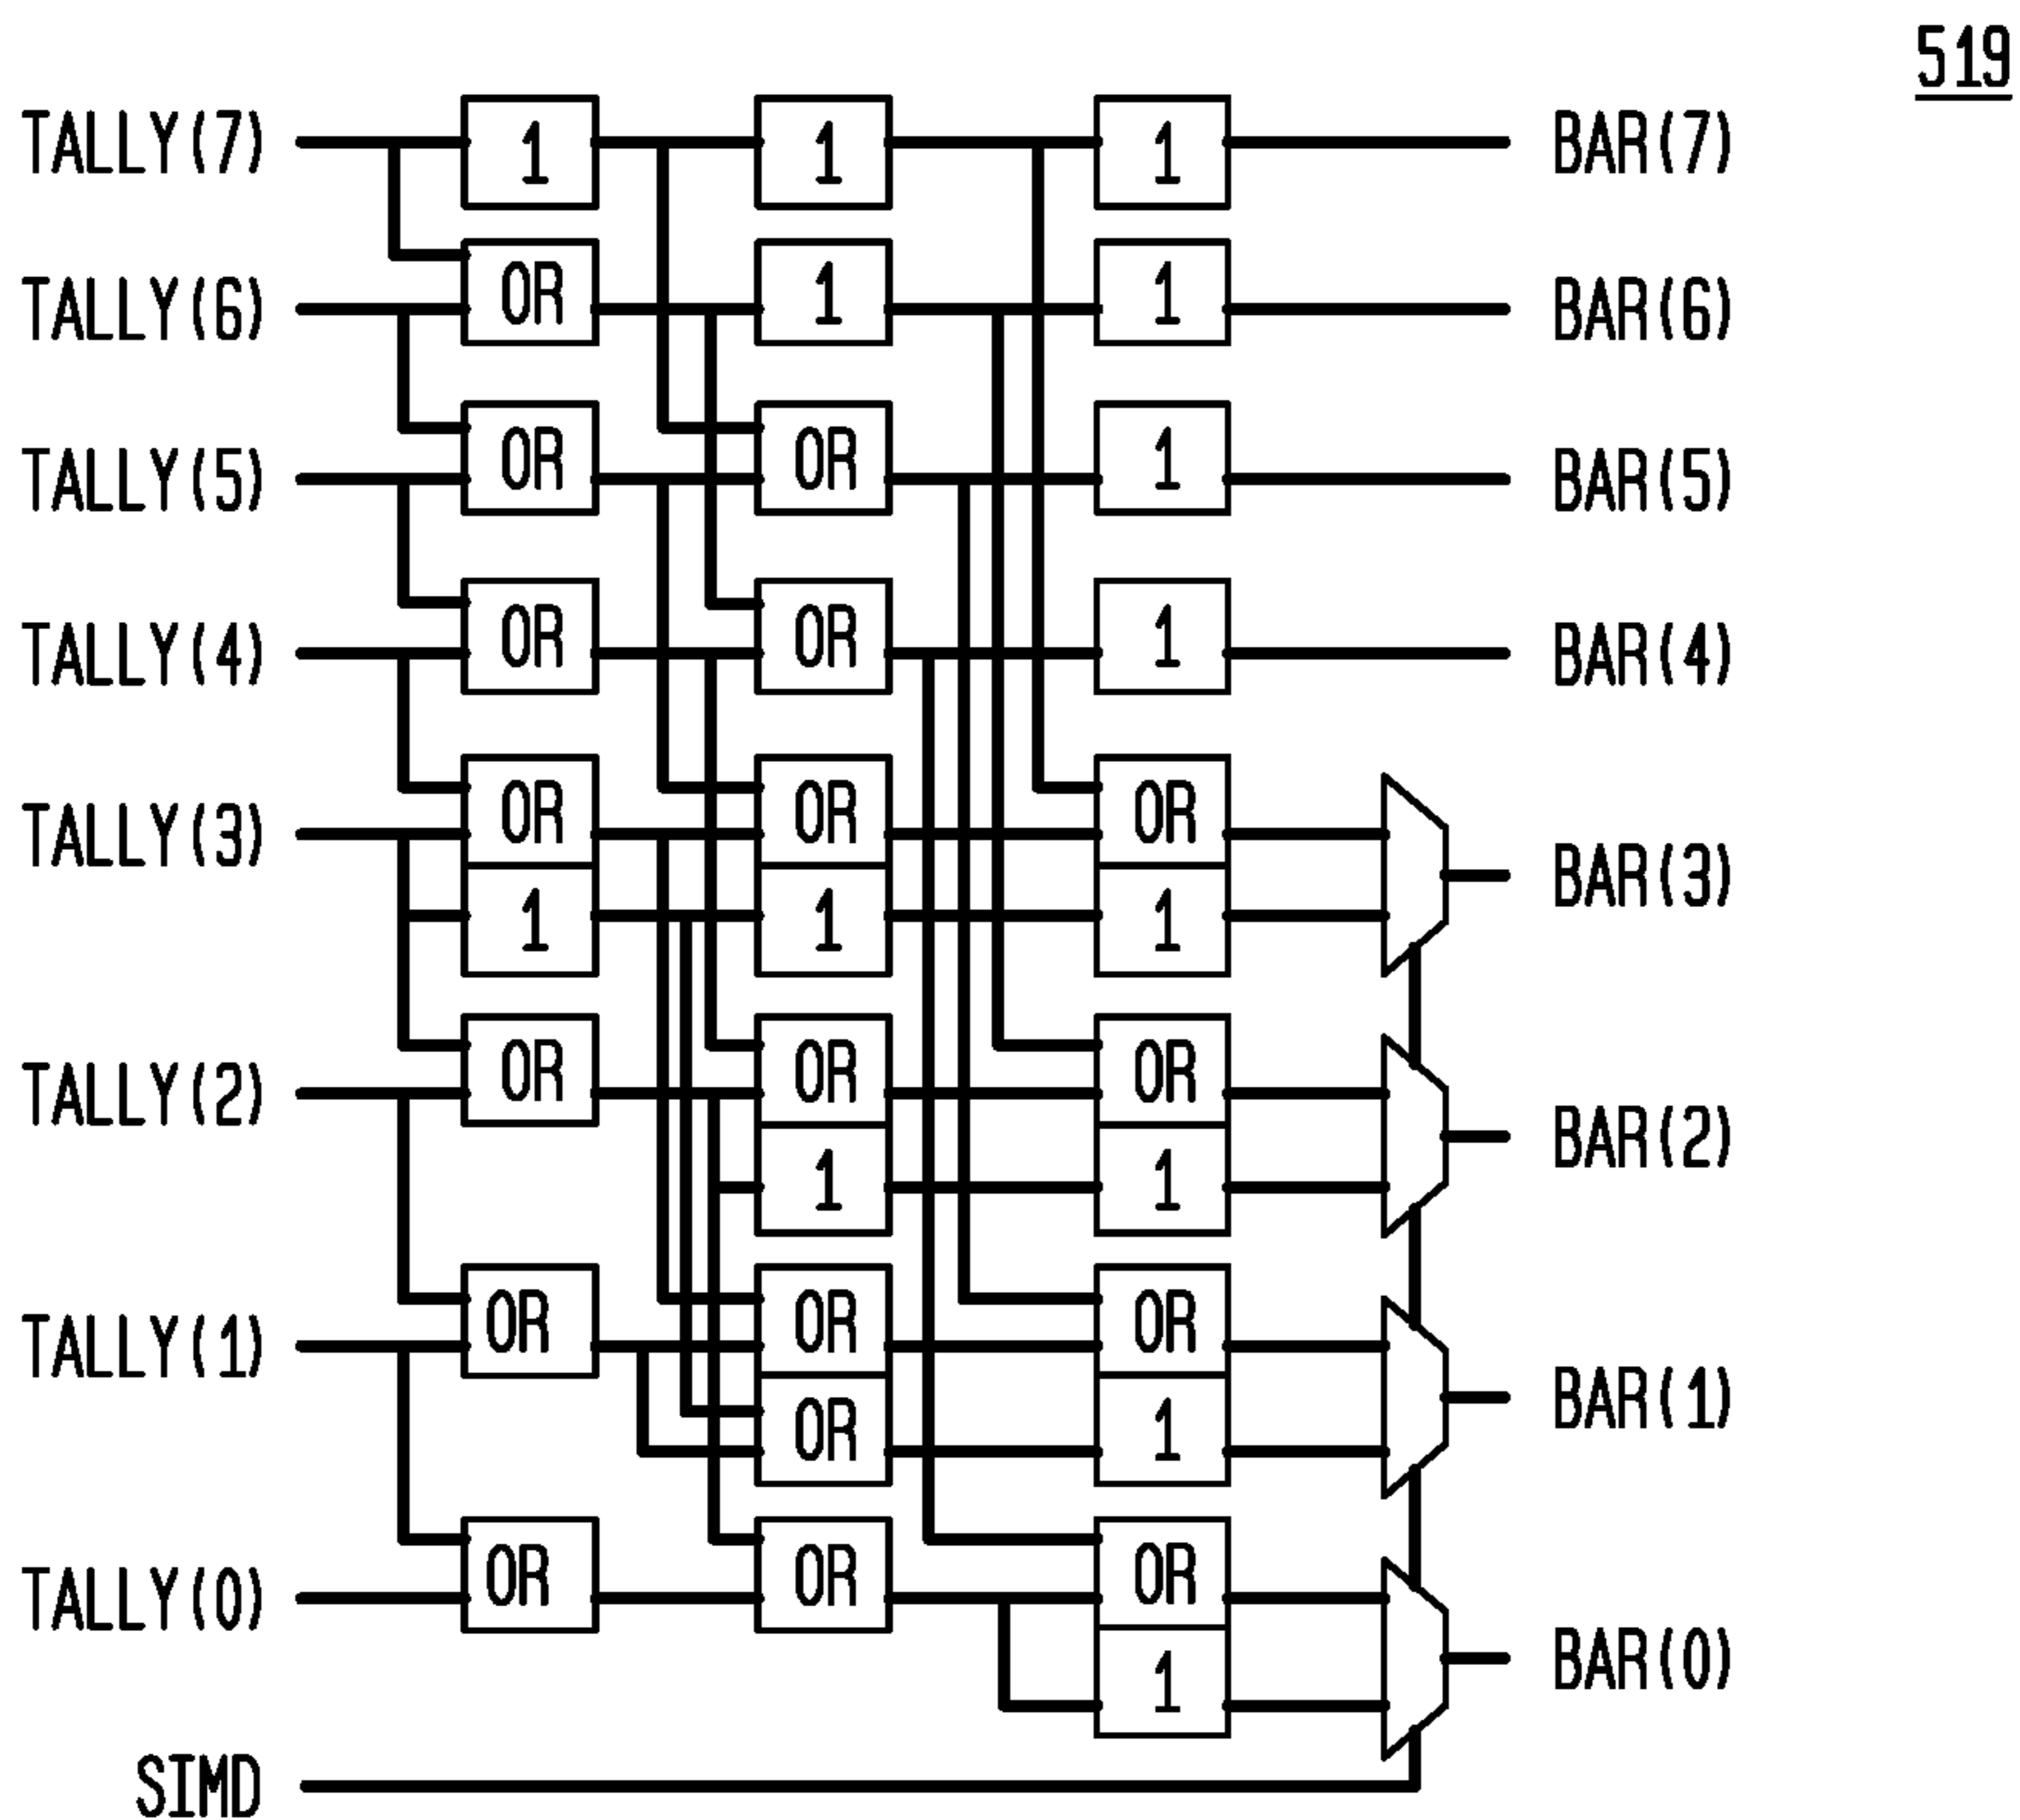 519
TALLY(7) 1 1 1 BAR(7)
TALLY(6) OR 1 1 BAR(6)
TALLY(5) OR OR 1 BAR(5)
TALLY(4) OR OR 1 BAR(4)
OR OR OR
TALLY(3) BAR(3)
1 1 1
OR OR OR
TALLY(2) BAR(2)
1 1
OR OR OR
TALLY(1) BAR(1)
OR 1
OR OR OR
TALLY(0) BAR(0)
1
SIMD